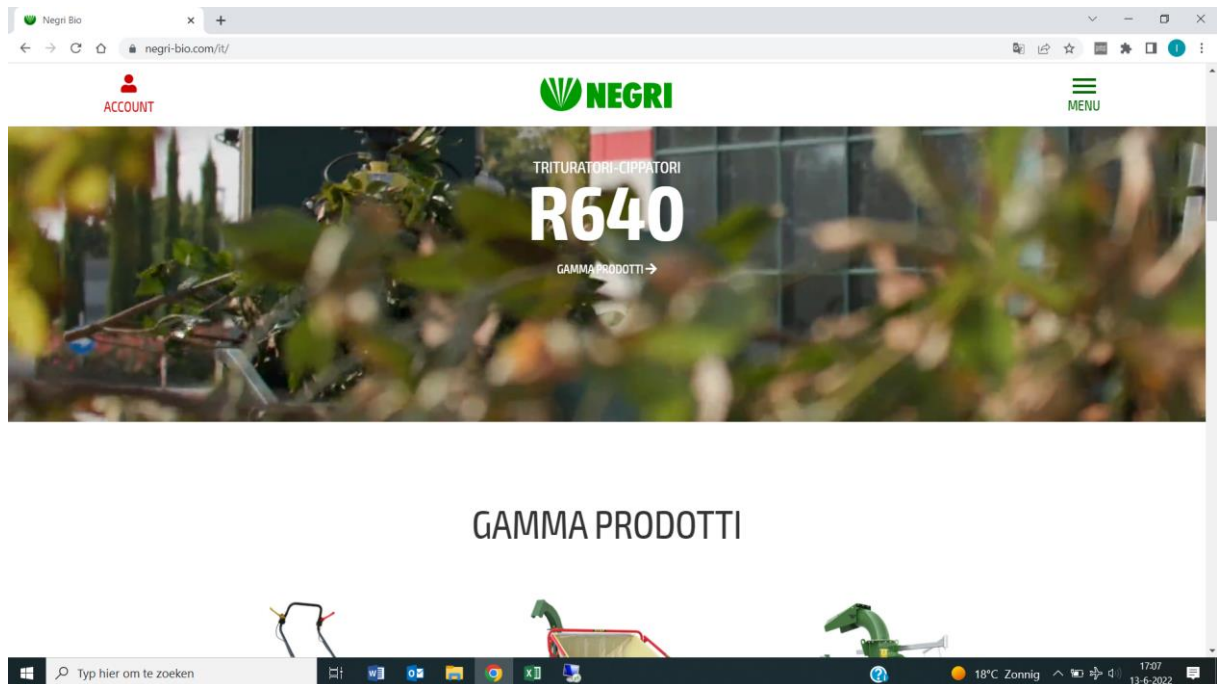 Negri Bio
negri-bio.com/it/
ACCOUNT
NEGRI
MENU
TRITURATORI-CIPPATORI
R640
GAMMA PRODOTTI →
GAMMA PRODOTTI
Typ hier om te zoeken
18°C Zonnig
17:07
13-6-2022